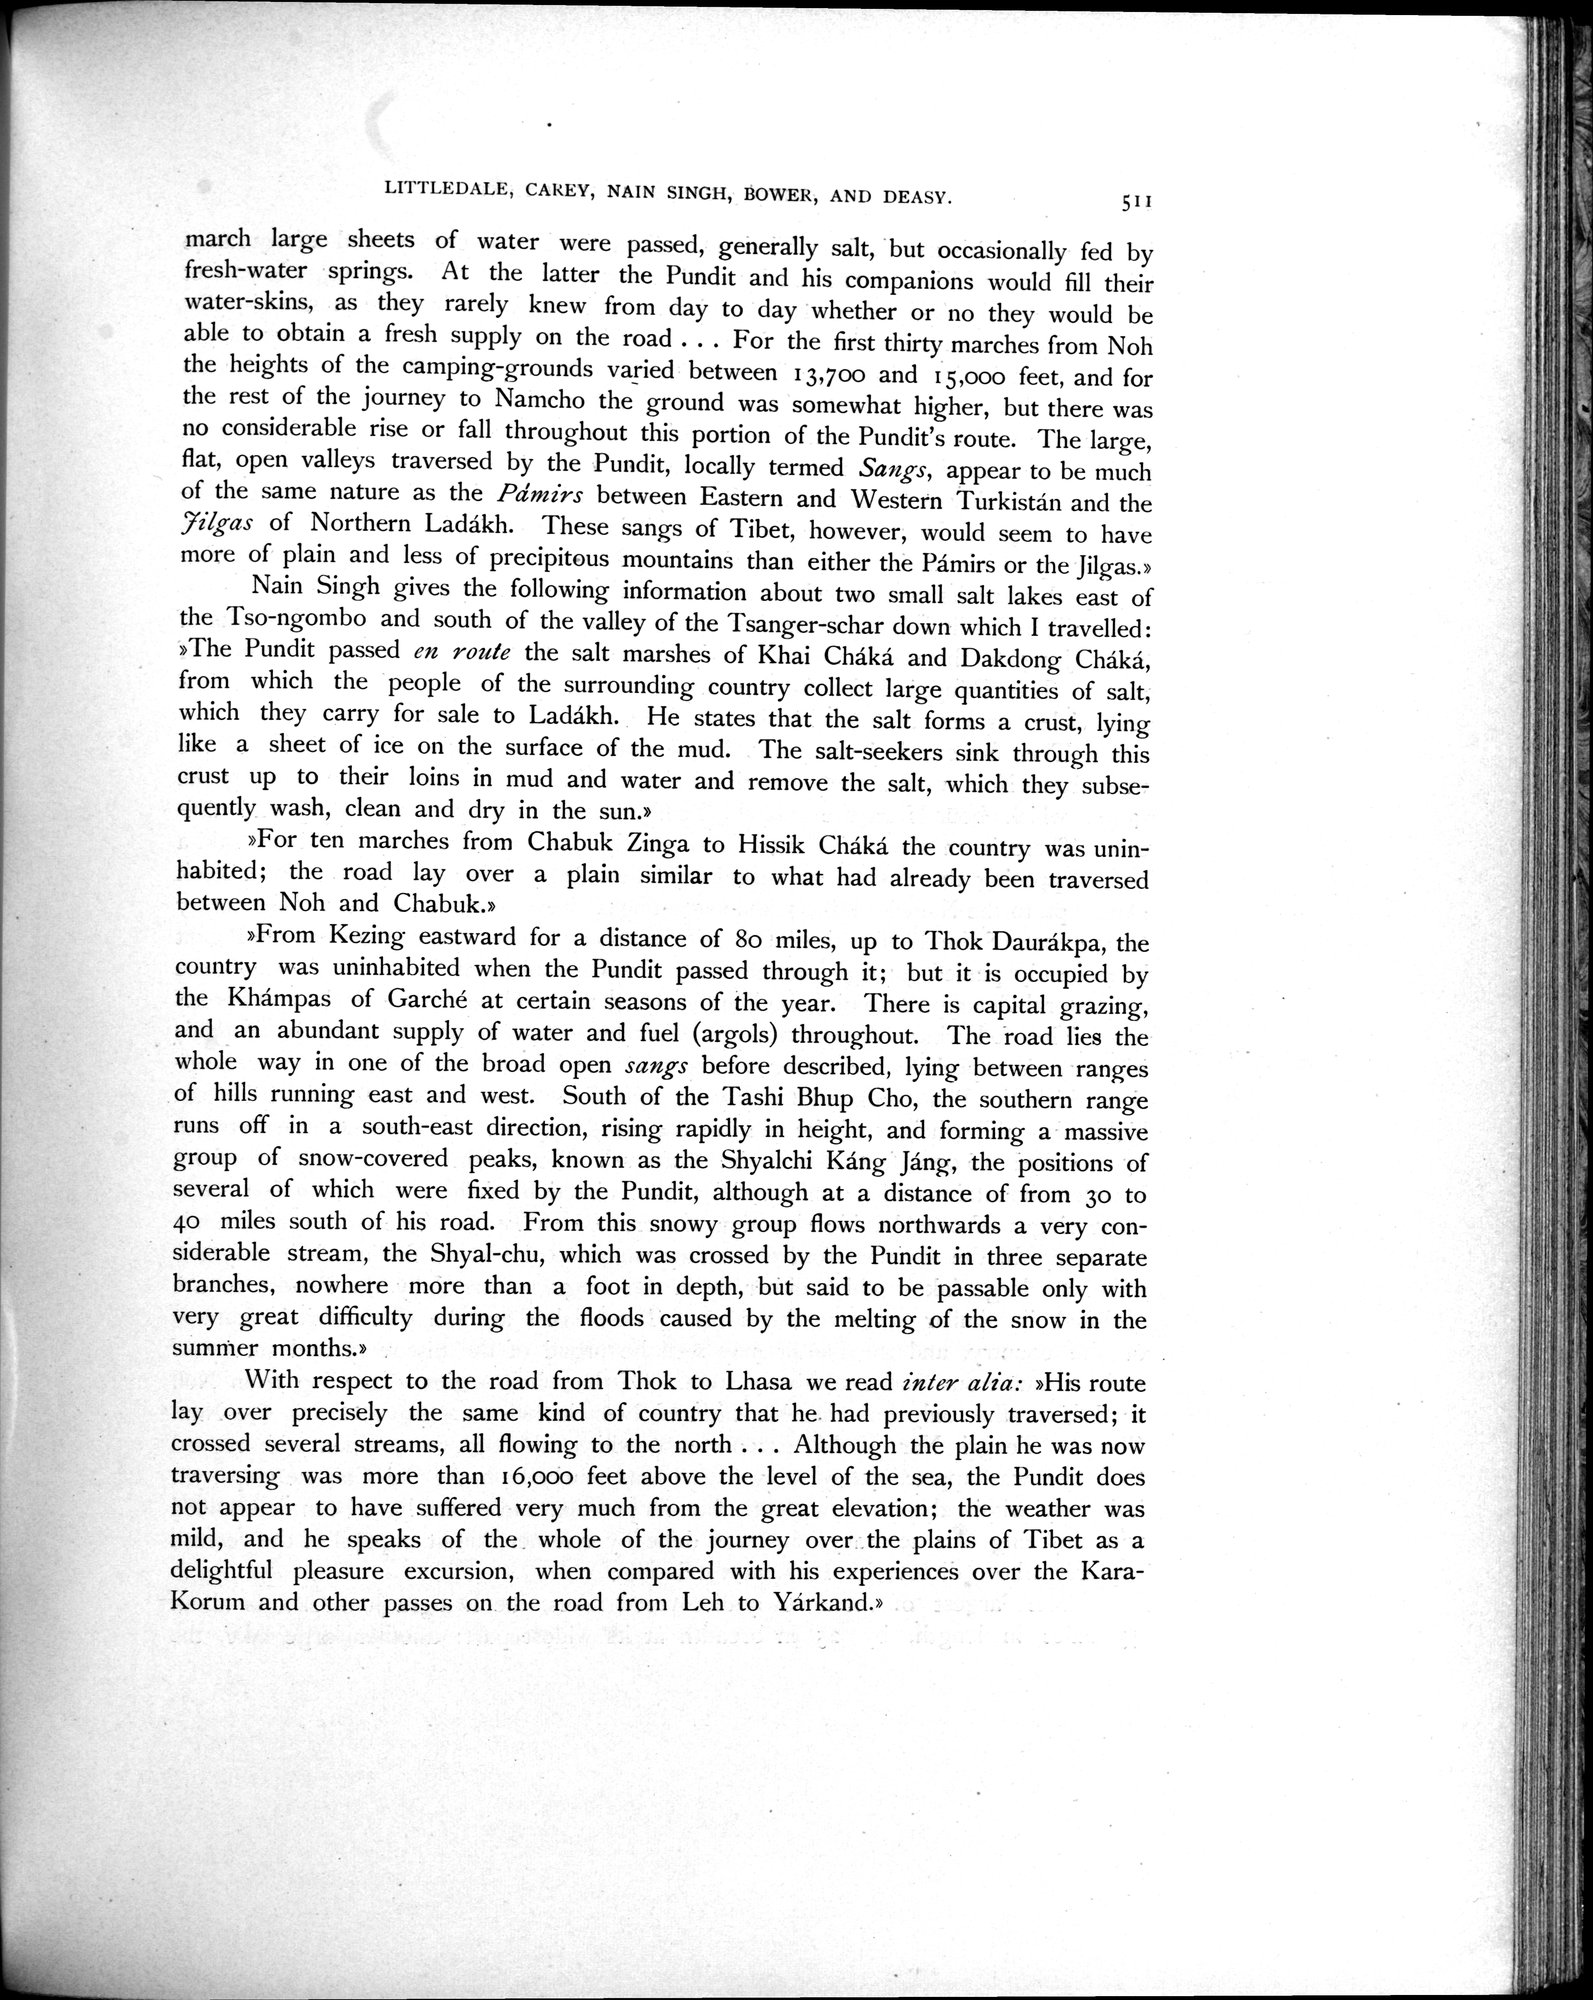 LITTLEDALE, CAREY, NAIN SINGH, BOWER, AND DEASY. 511
march large sheets of water were passed, generally salt, but occasionally fed by
fresh-water springs. At the latter the Pundit and his companions would fill their
water-skins, as they rarely knew from day to day whether or no they would be
able to obtain a fresh supply on the road . . . For the first thirty marches from Noh
the heights of the camping-grounds varied between 13,700 and 15,000 feet, and for
the rest of the journey to Namcho the ground was somewhat higher, but there was
no considerable rise or fall throughout this portion of the Pundit's route. The large,
flat, open valleys traversed by the Pundit, locally termed Sangs, appear to be much
of the same nature as the Pámirs between Eastern and Western Turkistán and the
Jilgas of Northern Ladákh. These sangs of Tibet, however, would seem to have
more of plain and less of precipitous mountains than either the Pámirs or the Jilgas.»
Nain Singh gives the following information about two small salt lakes east of
the Tso-ngombo and south of the valley of the Tsanger-schar down which I travelled:
»The Pundit passed en route the salt marshes of Khai Cháká and Dakdong Cháká,
from which the people of the surrounding country collect large quantities of salt,
which they carry for sale to Ladákh. He states that the salt forms a crust, lying
like a sheet of ice on the surface of the mud. The salt-seekers sink through this
crust up to their loins in mud and water and remove the salt, which they subse-
quently wash, clean and dry in the sun.»
»For ten marches from Chabuk Zinga to Hissik Cháká the country was unin-
habited; the road lay over a plain similar to what had already been traversed
between Noh and Chabuk.»
»From Kezing eastward for a distance of 80 miles, up to Thok Daurákpa, the
country was uninhabited when the Pundit passed through it; but it is occupied by
the Khámpas of Garché at certain seasons of the year. There is capital grazing,
and an abundant supply of water and fuel (argols) throughout. The road lies the
whole way in one of the broad open sangs before described, lying between ranges
of hills running east and west. South of the Tashi Bhup Cho, the southern range
runs off in a south-east direction, rising rapidly in height, and forming a massive
group of snow-covered peaks, known as the Shyalchi Káng Jáng, the positions of
several of which were fixed by the Pundit, although at a distance of from 30 to
40 miles south of his road. From this snowy group flows northwards a very con-
siderable stream, the Shyal-chu, which was crossed by the Pundit in three separate
branches, nowhere more than a foot in depth, but said to be passable only with
very great difficulty during the floods caused by the melting of the snow in the
summer months.»
With respect to the road from Thok to Lhasa we read inter alia: »His route
lay over precisely the same kind of country that he had previously traversed; it
crossed several streams, all flowing to the north . . . Although the plain he was now
traversing was more than 16,000 feet above the level of the sea, the Pundit does
not appear to have suffered very much from the great elevation; the weather was
mild, and he speaks of the whole of the journey over the plains of Tibet as a
delightful pleasure excursion, when compared with his experiences over the Kara-
Korum and other passes on the road from Leh to Yárkand.»